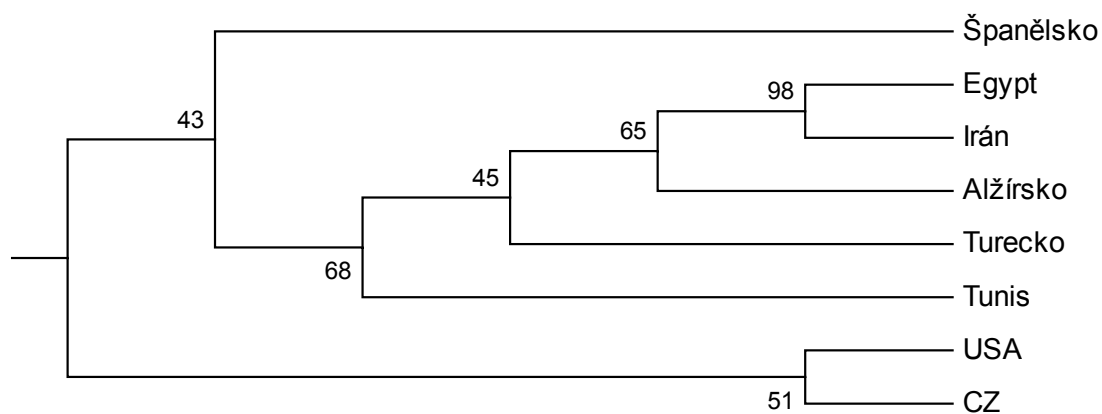 Španělsko
Egypt
98
Irán
43
65
Alžírsko
45
Turecko
68
Tunis
USA
51
CZ